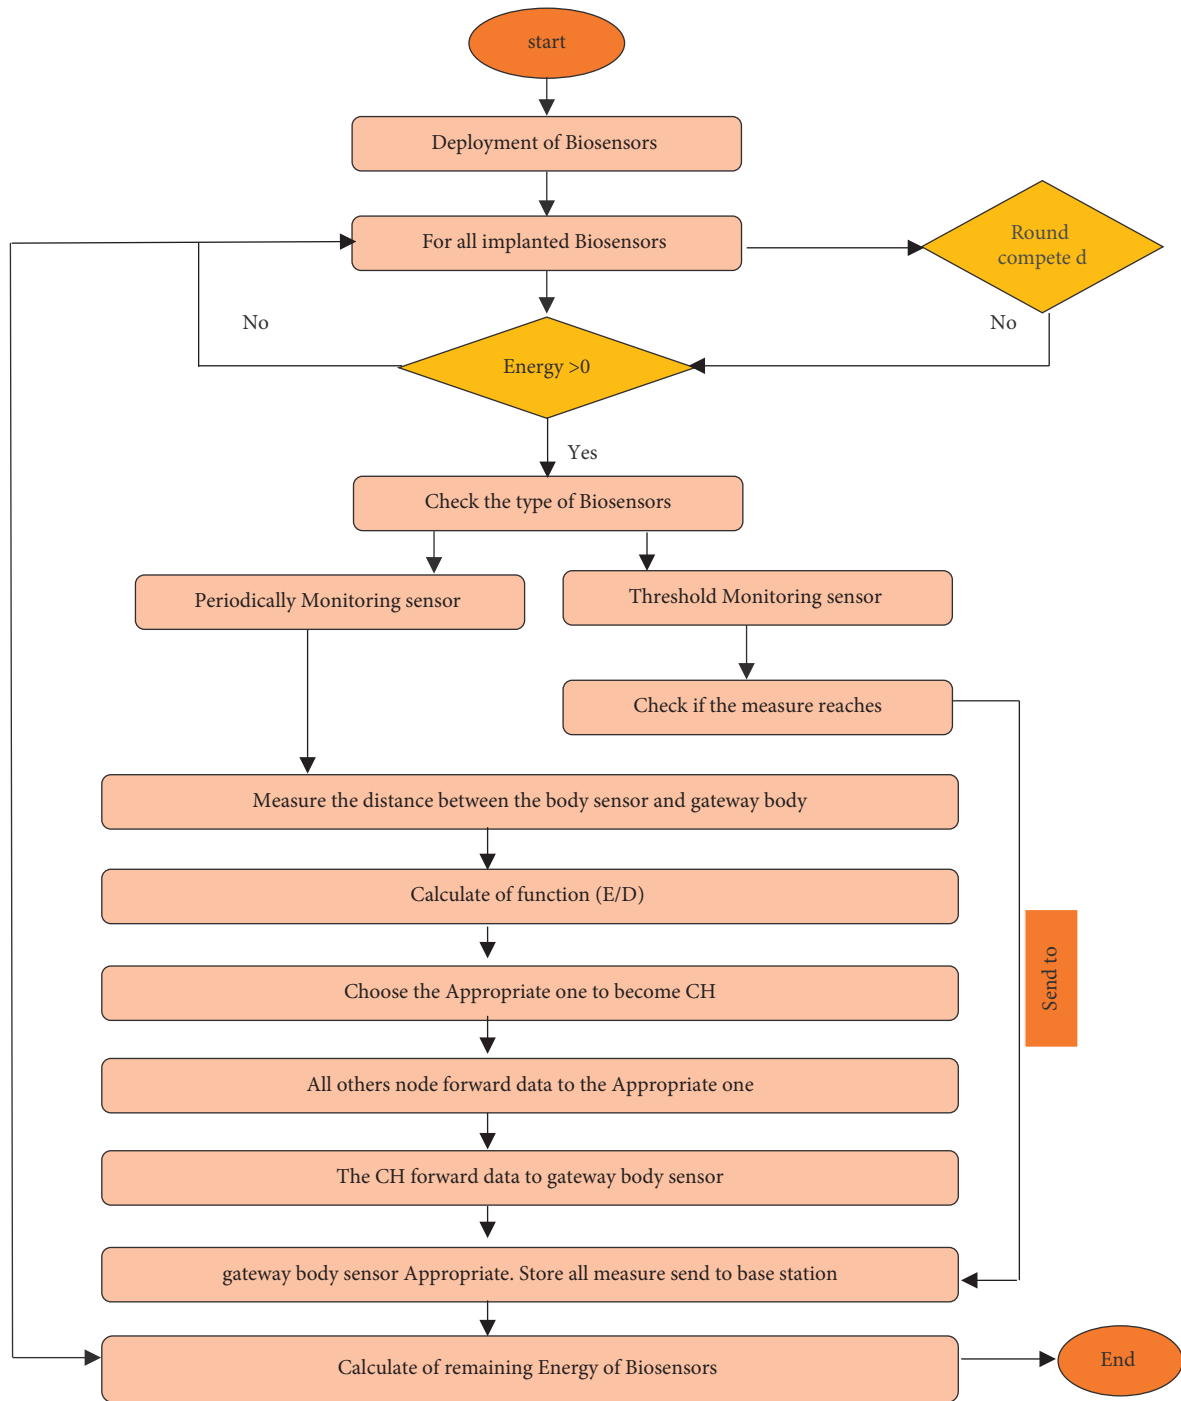 start
Deployment of Biosensors
For all implanted Biosensors
Round
compete d
No
No
Energy >0
Yes
Check the type of Biosensors
Periodically Monitoring sensor
Threshold Monitoring sensor
Check if the measure reaches
Measure the distance between the body sensor and gateway body
Calculate of function (E/D)
Send to
Choose the Appropriate one to become CH
All others node forward data to the Appropriate one
The CH forward data to gateway body sensor
gateway body sensor Appropriate. Store all measure send to base station
Calculate of remaining Energy of Biosensors
End